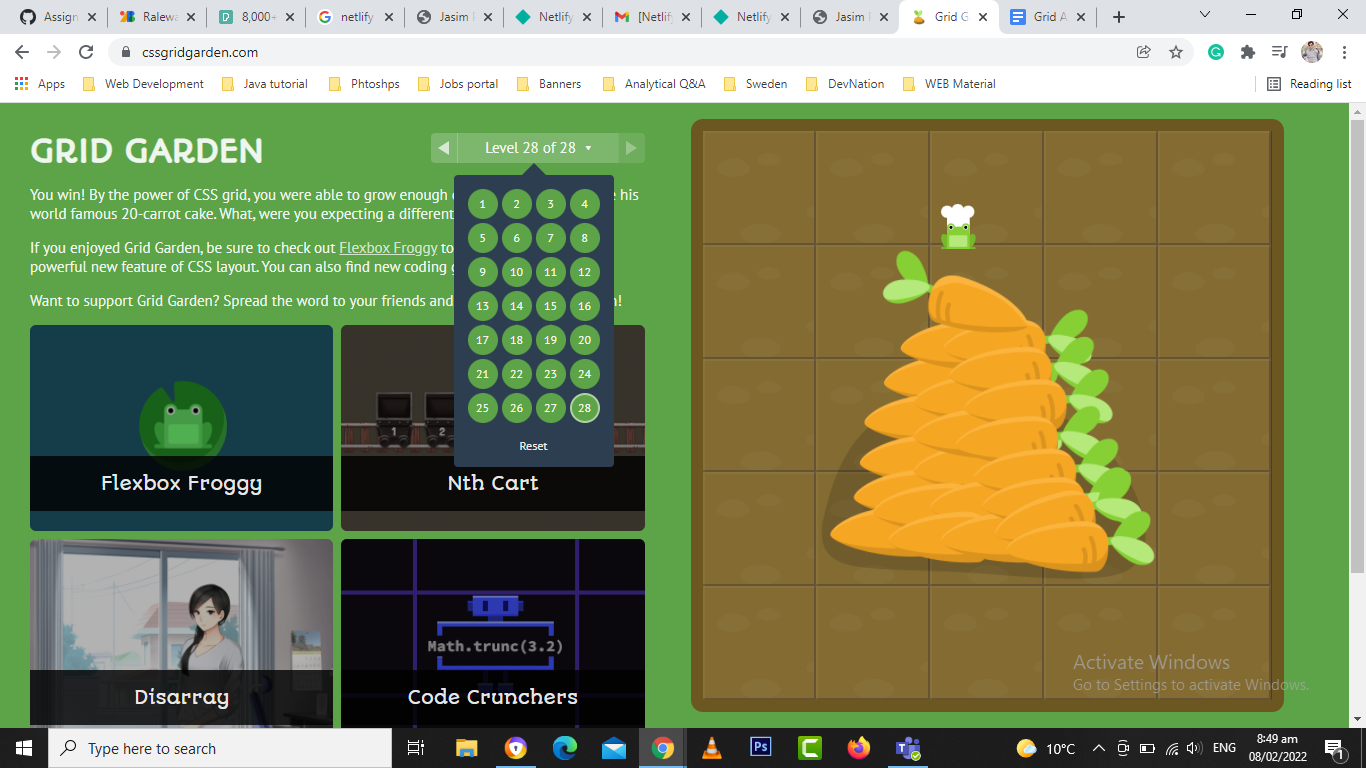 Assign
Ralewa
8,000+
netlify
Jasim
Netlify
[Netlif
Netlify
Jasim
Grid G
Grid A
cssgridgarden.com
Apps
Web Development
Java tutorial
Phtoshps
Jobs portal
Banners
Analytical Q&A
Sweden
DevNation
WEB Material
Reading list
GRID GARDEN
Level 28 of 28
You win! By the power of CSS grid, you were able to grow enough his
world famous 20-carrot cake. What, were you expecting a different
If you enjoyed Grid Garden, be sure to check out Flexbox Froggy to
powerful new feature of CSS layout. You can also find new coding
Want to support Grid Garden? Spread the word to your friends and
1 2 3 4
5 6 7 8
9 10 11 12
13 14 15 16
17 18 19 20
21 22 23 24
25 26 27 28
Reset
1 2
Flexbox Froggy
Nth Cart
Math.trunc(3.2)
Disarray
Code Crunchers
Activate Windows
Go to Settings to activate Windows.
Type here to search
Ps
10°C
ENG
8:49 am
08/02/2022
1